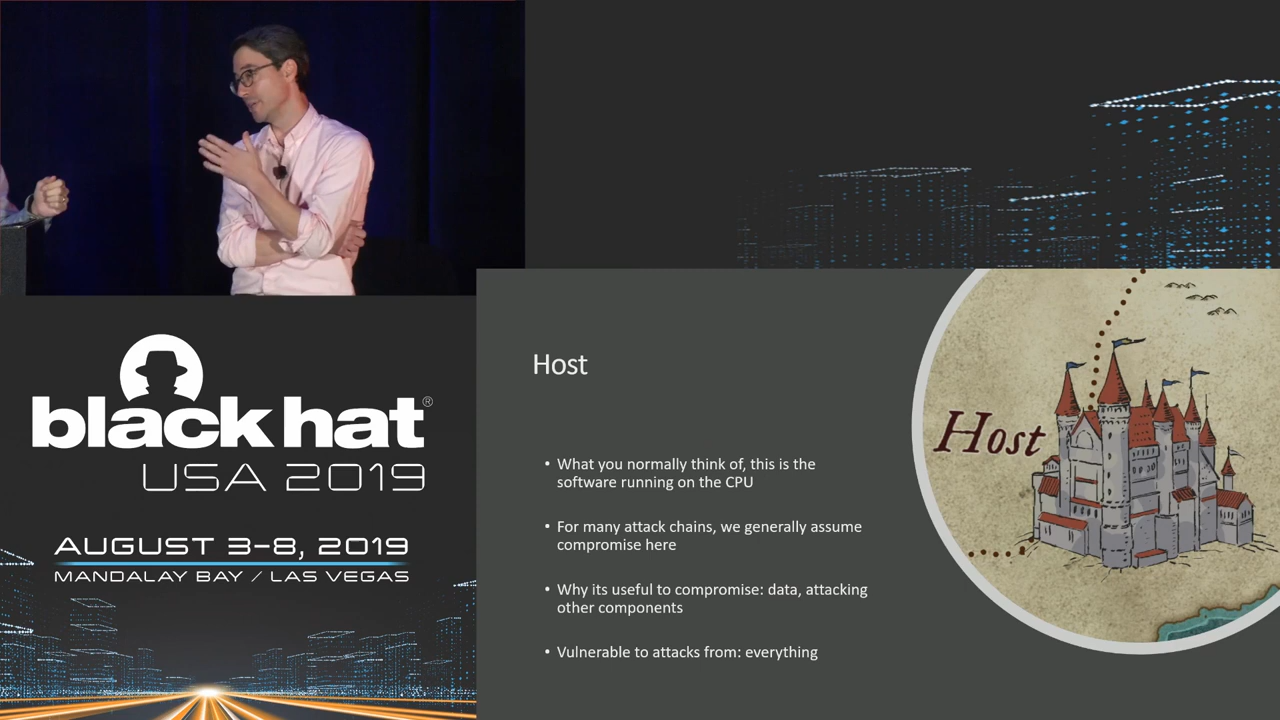 black hat®
USA 2019
AUGUST 3-8, 2019
MANDALAY BAY / LAS VEGAS
Host
• What you normally think of, this is the
software running on the CPU
• For many attack chains, we generally assume
compromise here
• Why its useful to compromise: data, attacking
other components
• Vulnerable to attacks from: everything
Host